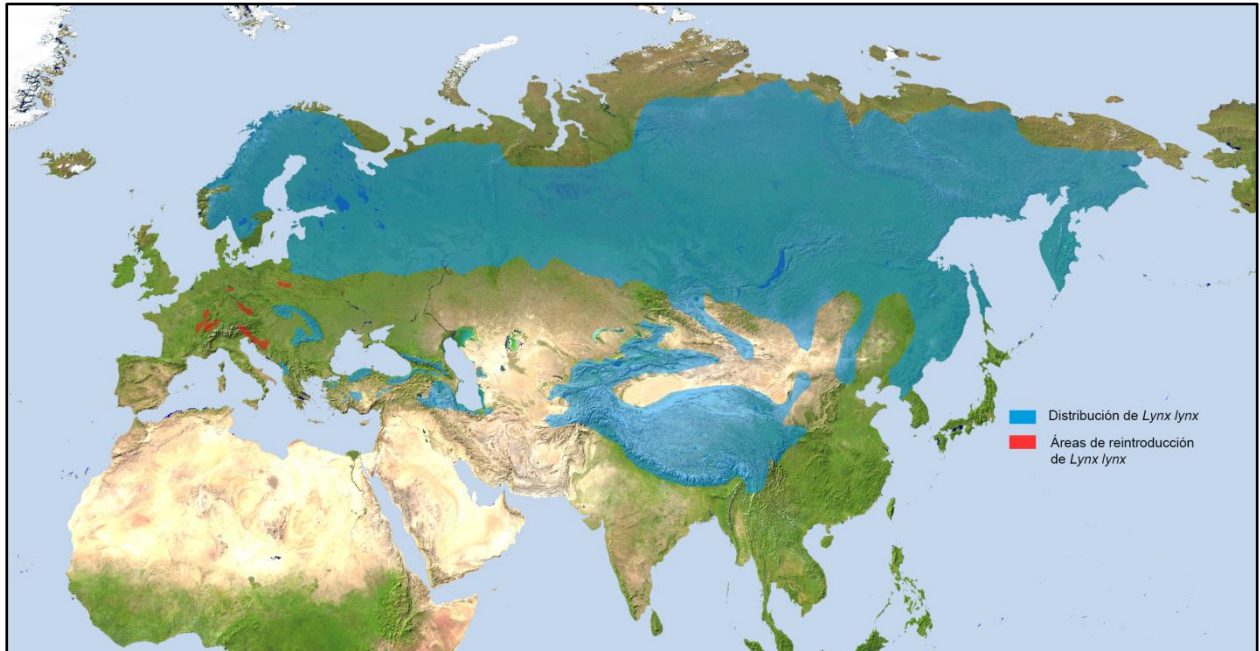 Distribución de Lynx lynx
Áreas de reintroducción
de Lynx lynx